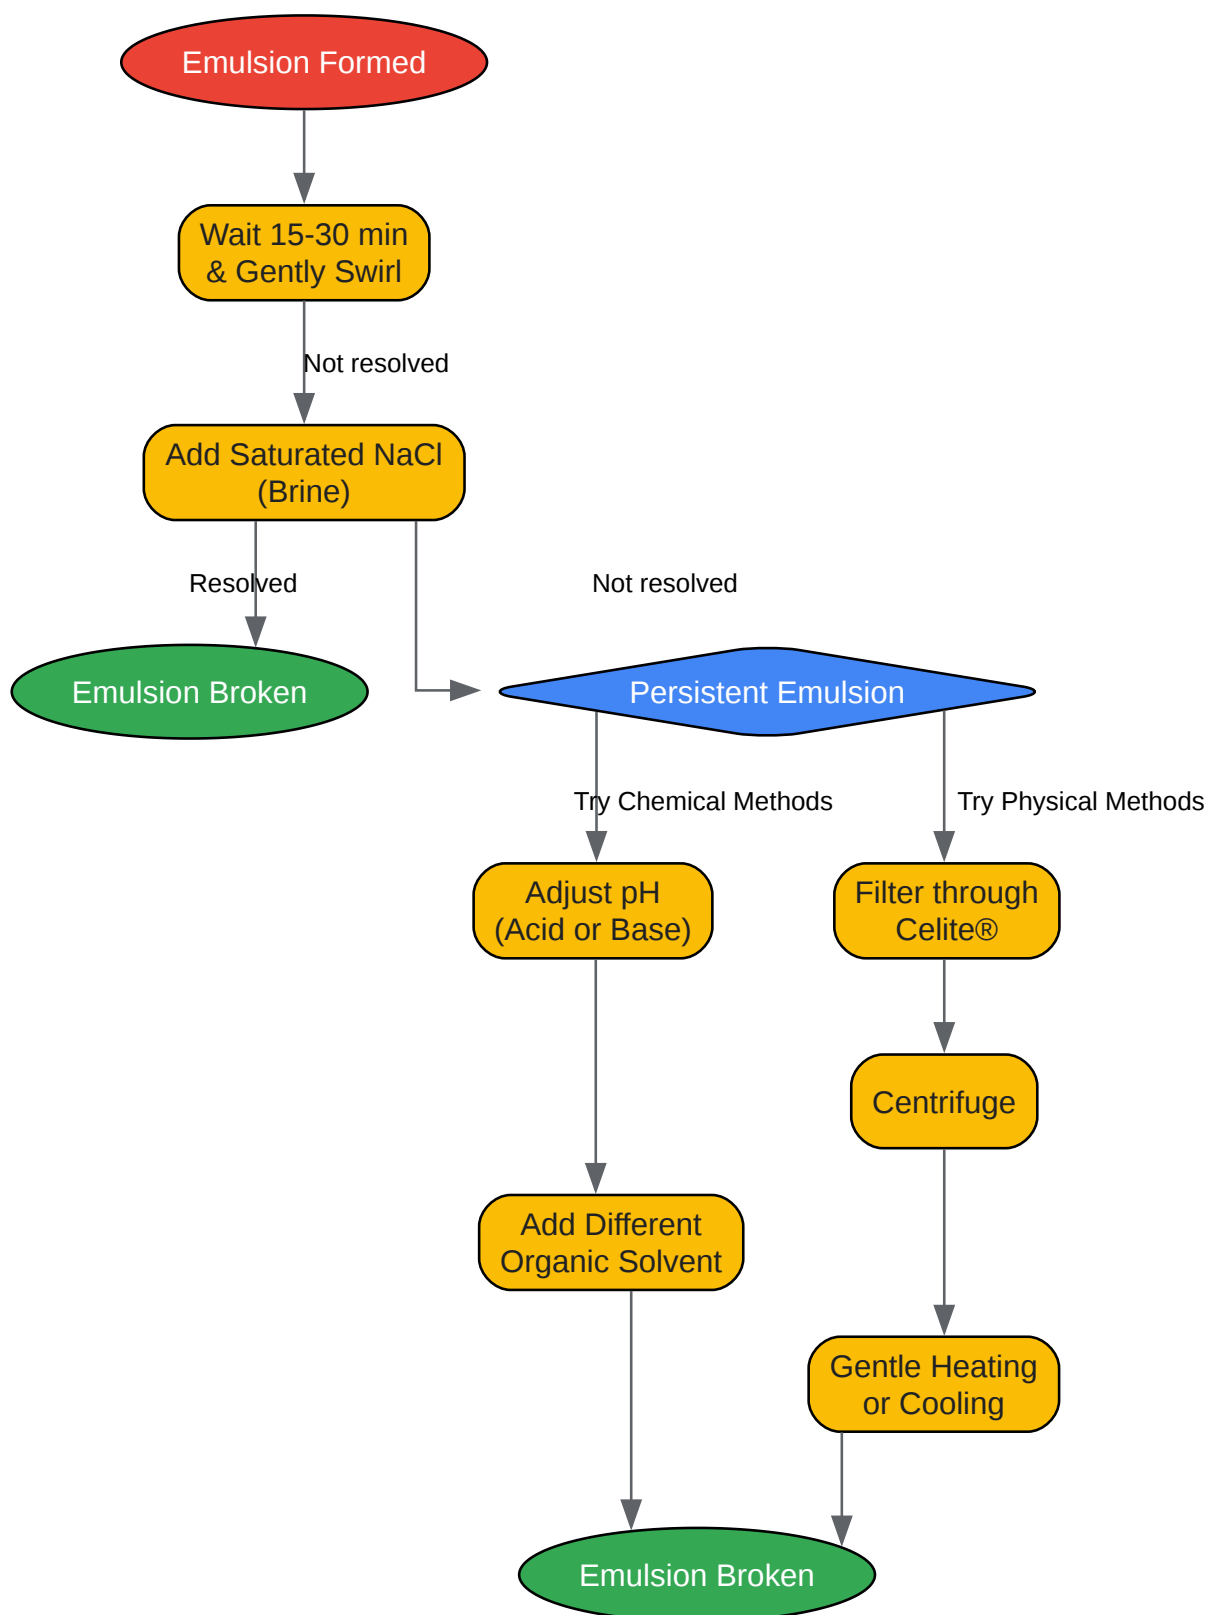 Emulsion Formed
Wait 15-30 min
& Gently Swirl
Not resolved
Add Saturated NaCl
(Brine)
Resolved
Not resolved
Emulsion Broken
Persistent Emulsion
Try Chemical Methods
Try Physical Methods
Adjust pH
(Acid or Base)
Filter through
Celite®
Centrifuge
Add Different
Organic Solvent
Gentle Heating
or Cooling
Emulsion Broken